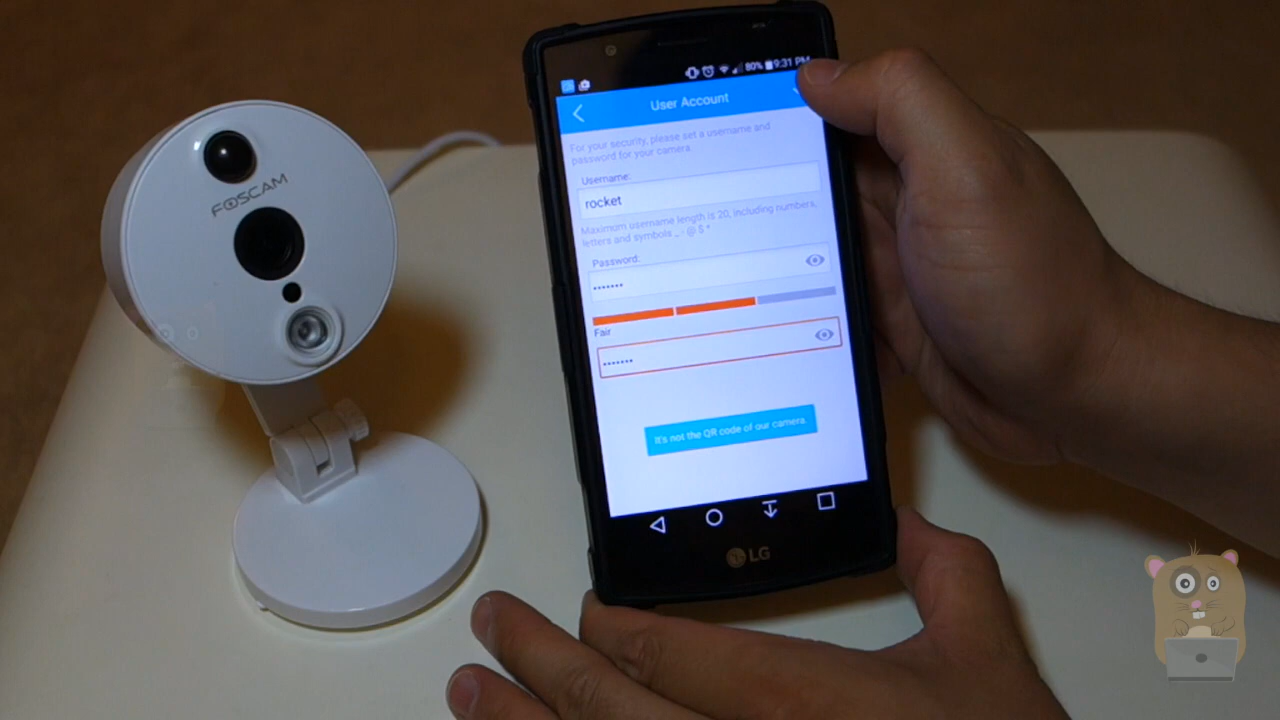 FOSCAM
80% 9:31 PM
User Account
For your security, please set a username and
password for your camera.
Username:
rocket
Maximum username length is 20, including numbers,
letters and symbols _ - @ $ *
Password:
•••••••
Fair
•••••••
It's not the QR code of our camera.
LG